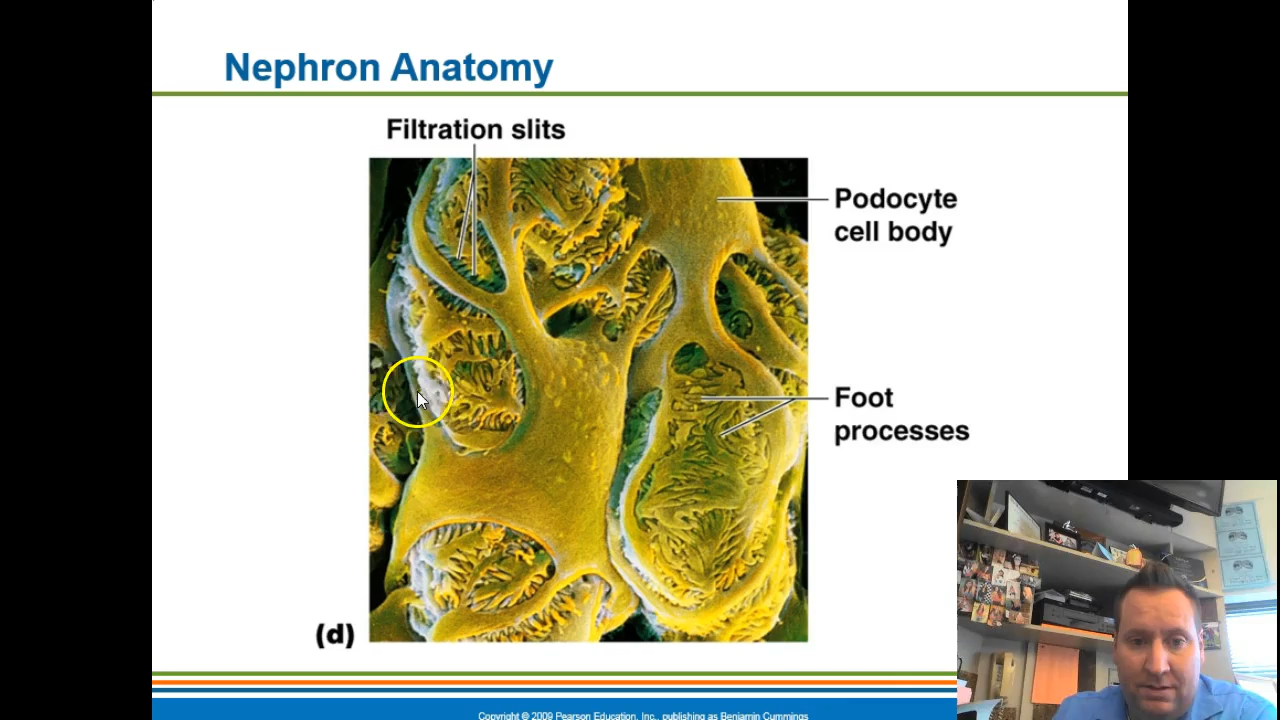 Nephron Anatomy
Filtration slits
Podocyte
cell body
Foot
processes
(d)
Copyright © 2009 Pearson Education, Inc., publishing as Benjamin Cummings